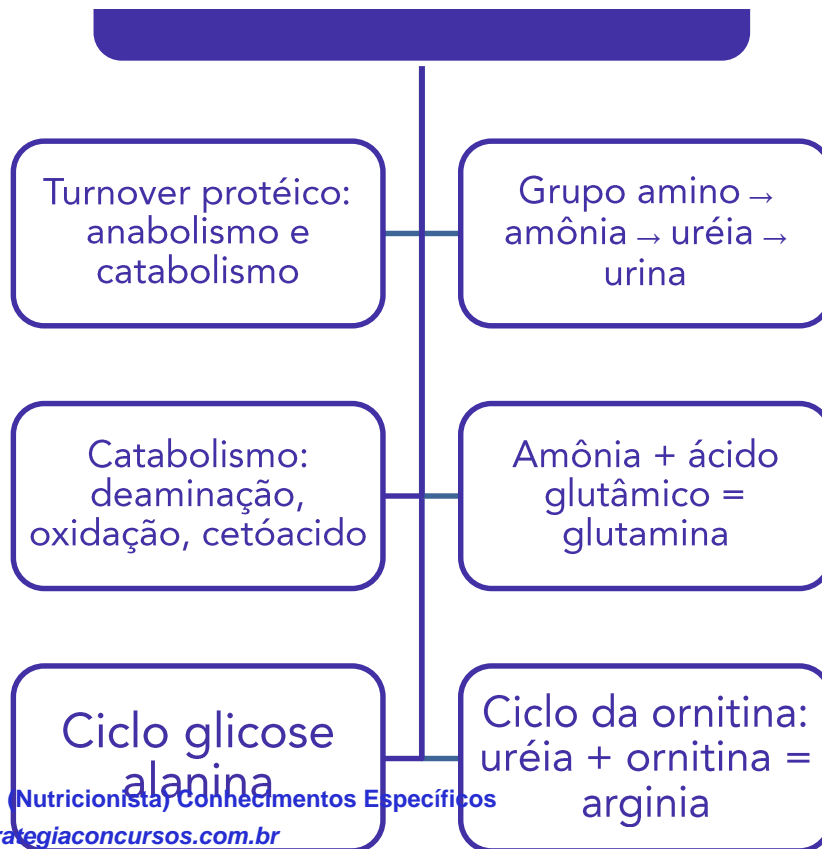 Turnover protéico:
anabolismo e
catabolismo
Grupo amino →
amônia → uréia →
urina
Catabolismo:
deaminação,
oxidação, cetóacido
Amônia + ácido
glutâmico =
glutamina
Ciclo glicose
alanina
Ciclo da ornitina:
uréia + ornitina =
arginia
(Nutricionista) Conhecimentos Específicos
rategiaconcursos.com.br